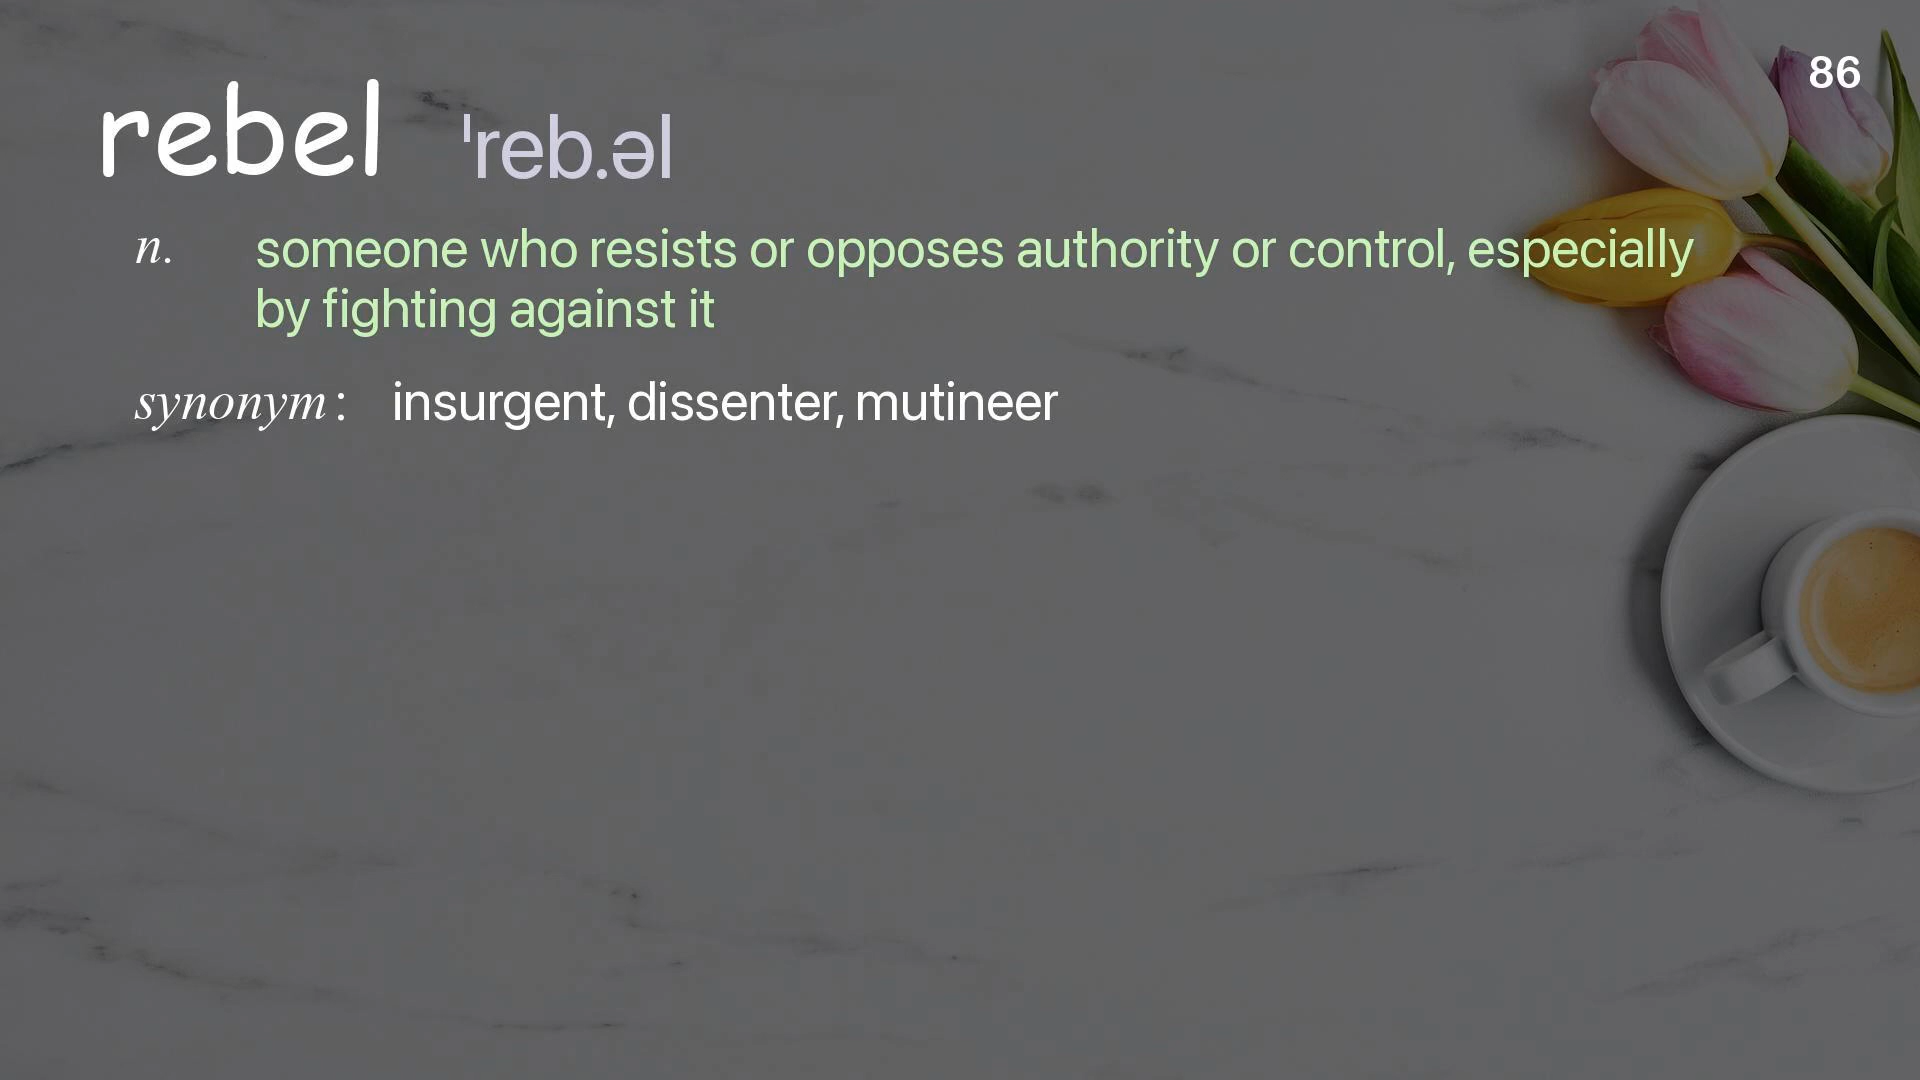 86
rebel ˈreb.əl
n. someone who resists or opposes authority or control, especially
by fighting against it
synonym: insurgent, dissenter, mutineer